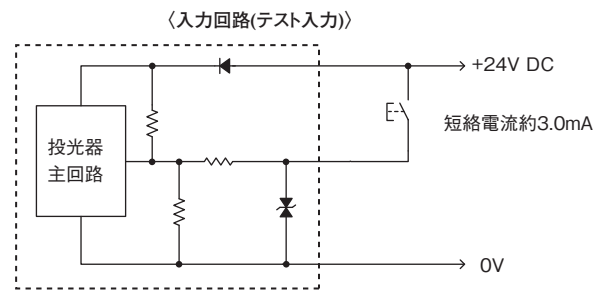 〈入力回路(テスト入力)〉
+24V DC
短絡電流約3.0mA
投光器
主回路
0V